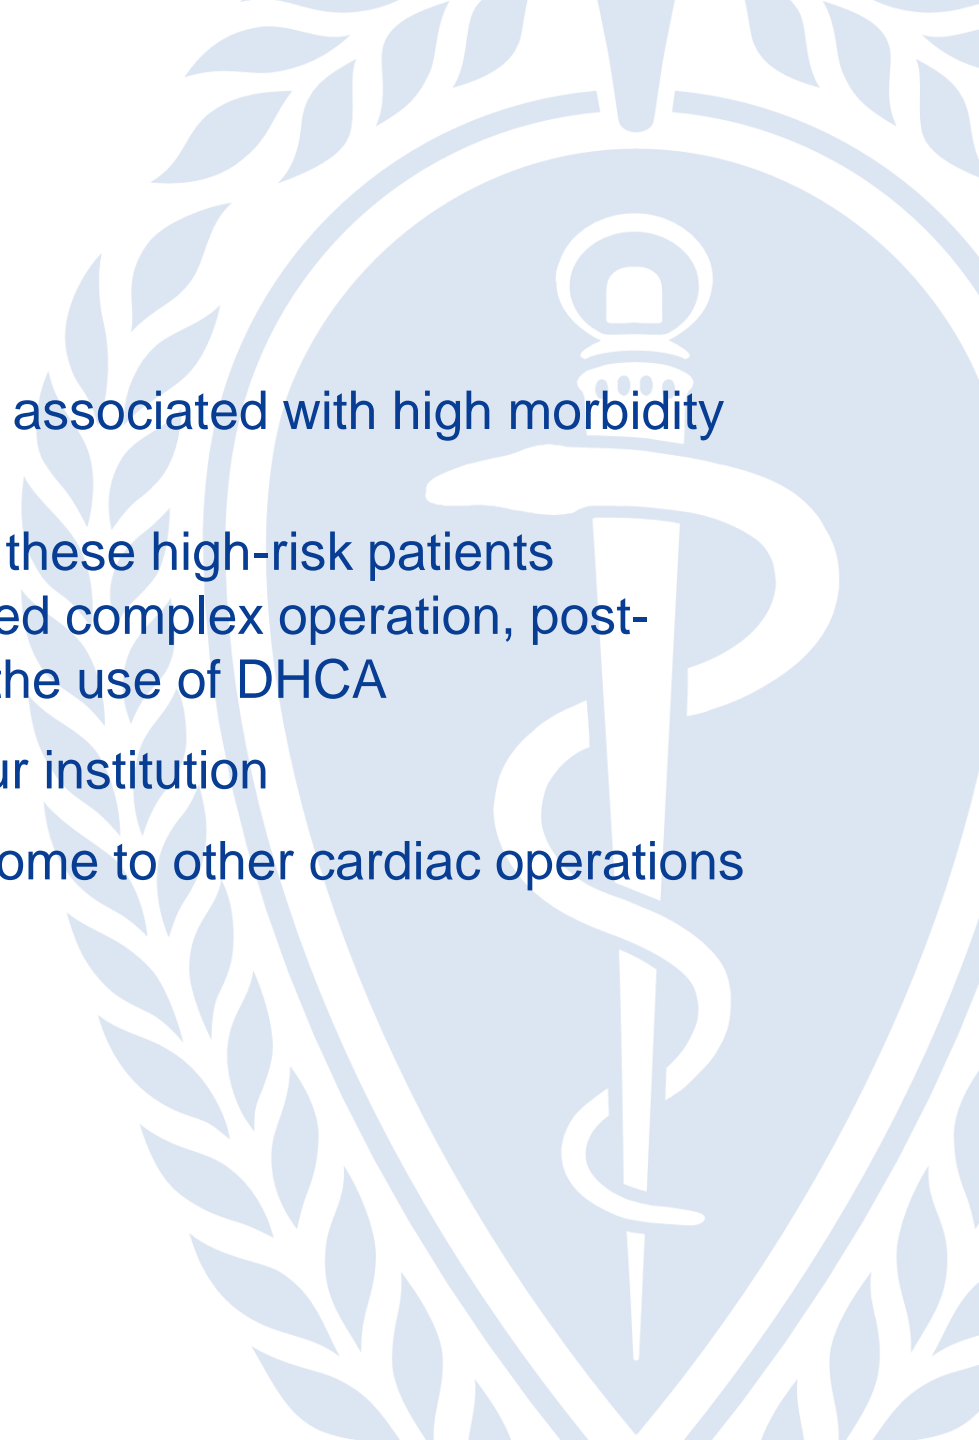 associated with high morbidity
these high-risk patients
ed complex operation, post-
the use of DHCA
ur institution
ome to other cardiac operations